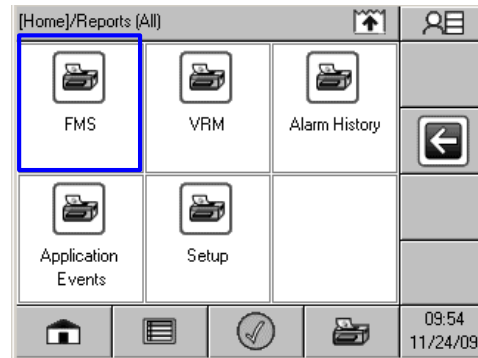 [Home]/Reports (All)
FMS
VRM
Alarm History
Application
Events
Setup
09:54
11/24/09